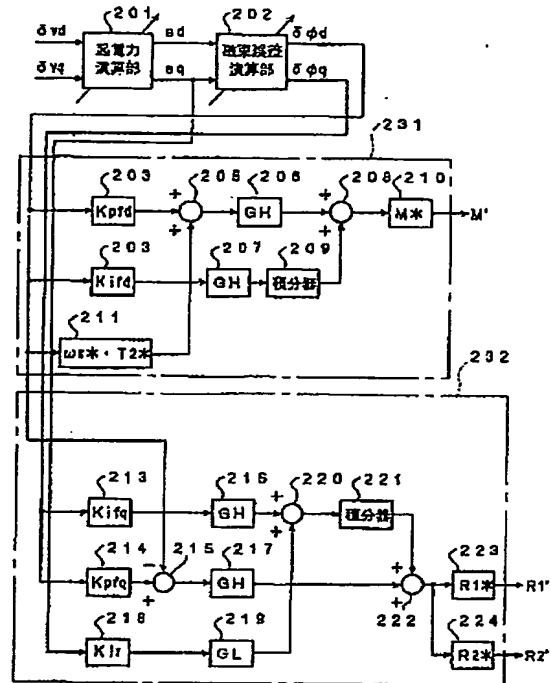 201
202
δvd
起電力
演算部
ed
磁束誤差
演算部
δφd
δvq
eq
δφq
231
203
205
206
208
210
Kpfd
+
+
GH
+
+
M*
M^
203
207
209
Kifd
GH
積分器
211
ωs*・T2*
232
213
216
220
221
Kifq
GH
+
+
積分器
214
215
217
223
Kpfq
−
+
GH
+
+
R1*
R1^
218
219
222
224
Kir
GL
R2*
R2^